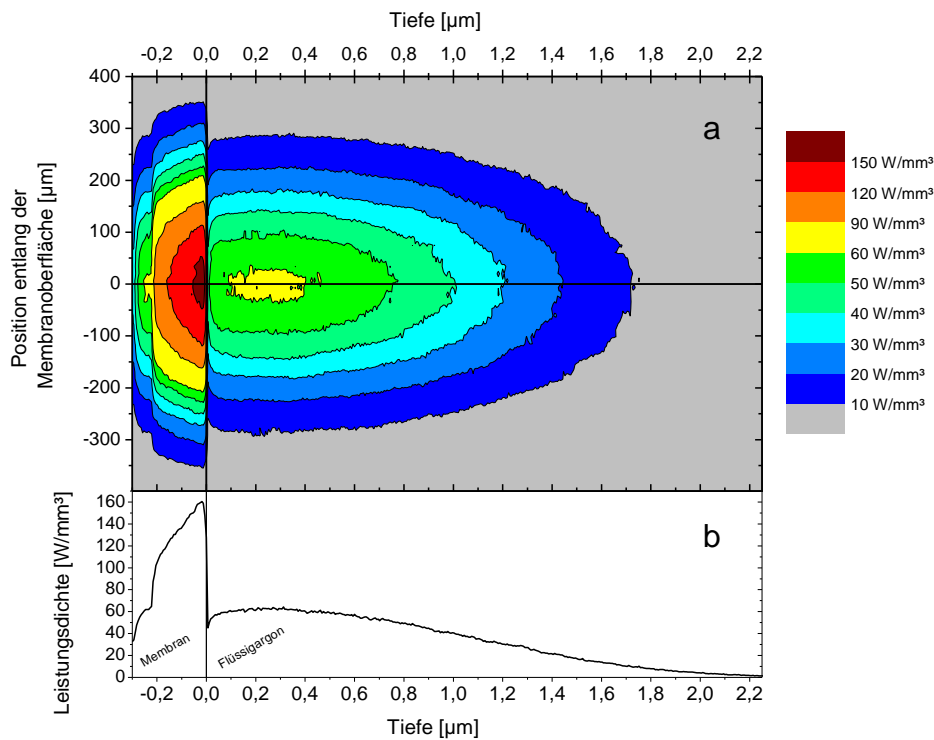 Tiefe [µm]
-0,2 0,0 0,2 0,4 0,6 0,8 1,0 1,2 1,4 1,6 1,8 2,0 2,2
Position entlang der
Membranoberfläche [µm]
400
300
200
100
0
-100
-200
-300
a
150 W/mm³
120 W/mm³
90 W/mm³
60 W/mm³
50 W/mm³
40 W/mm³
30 W/mm³
20 W/mm³
10 W/mm³
Leistungsdichte [W/mm³]
160
140
120
100
80
60
40
20
0
b
Membran
Flüssigargon
-0,2 0,0 0,2 0,4 0,6 0,8 1,0 1,2 1,4 1,6 1,8 2,0 2,2
Tiefe [µm]